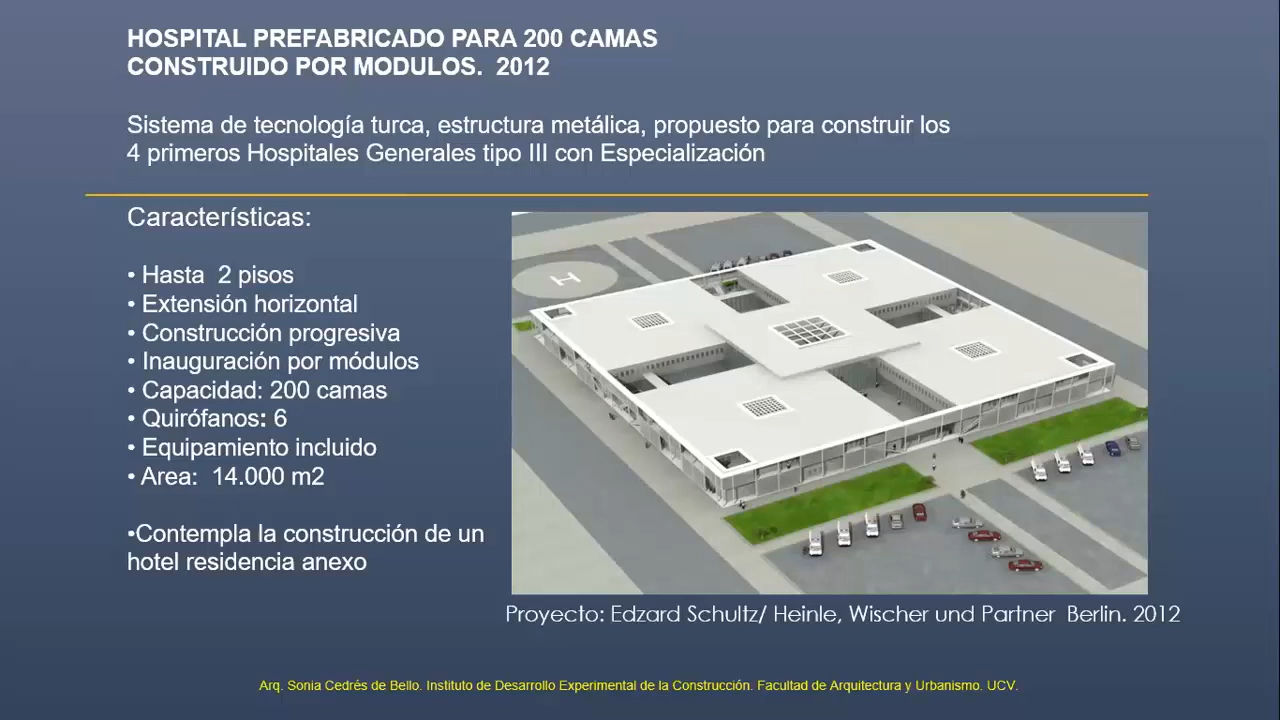 HOSPITAL PREFABRICADO PARA 200 CAMAS
CONSTRUIDO POR MODULOS.  2012
Sistema de tecnología turca, estructura metálica, propuesto para construir los
4 primeros Hospitales Generales tipo III con Especialización
Características:
• Hasta  2 pisos
• Extensión horizontal
• Construcción progresiva
• Inauguración por módulos
• Capacidad: 200 camas
• Quirófanos: 6
• Equipamiento incluido
• Area:  14.000 m2
•Contempla la construcción de un
hotel residencia anexo
H
Proyecto: Edzard Schultz/ Heinle, Wischer und Partner  Berlin. 2012
Arq. Sonia Cedrés de Bello. Instituto de Desarrollo Experimental de la Construcción. Facultad de Arquitectura y Urbanismo. UCV.